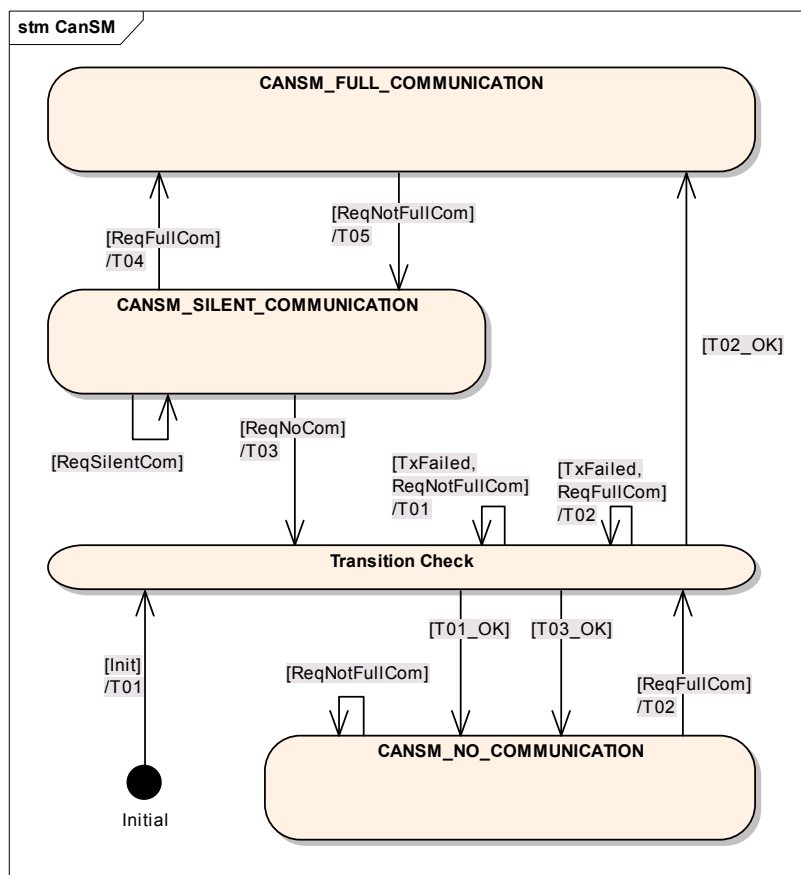 stm CanSM
CANSM_FULL_COMMUNICATION
[ReqFullCom]
/T04
[ReqNotFullCom]
/T05
CANSM_SILENT_COMMUNICATION
[T02_OK]
[ReqSilentCom]
[ReqNoCom]
/T03
[TxFailed,
ReqNotFullCom]
/T01
[TxFailed,
ReqFullCom]
/T02
Transition Check
[Init]
/T01
[T01_OK]
[T03_OK]
[ReqNotFullCom]
[ReqFullCom]
/T02
CANSM_NO_COMMUNICATION
Initial